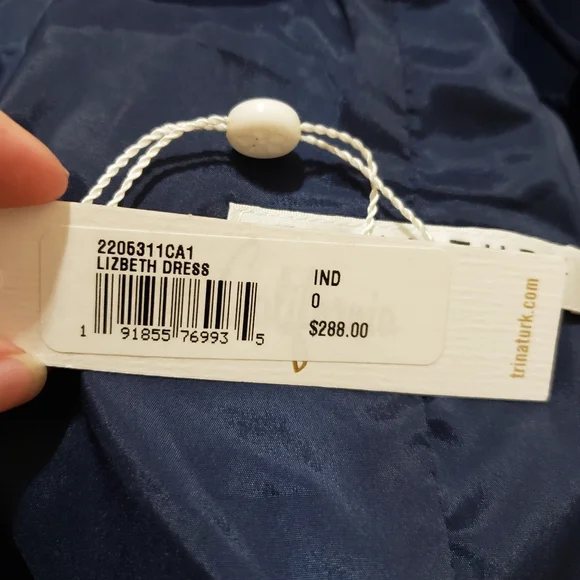 2205311CA1
LIZBETH DRESS
IND
0
$288.00
1 91855 76993 5
trinaturk.com